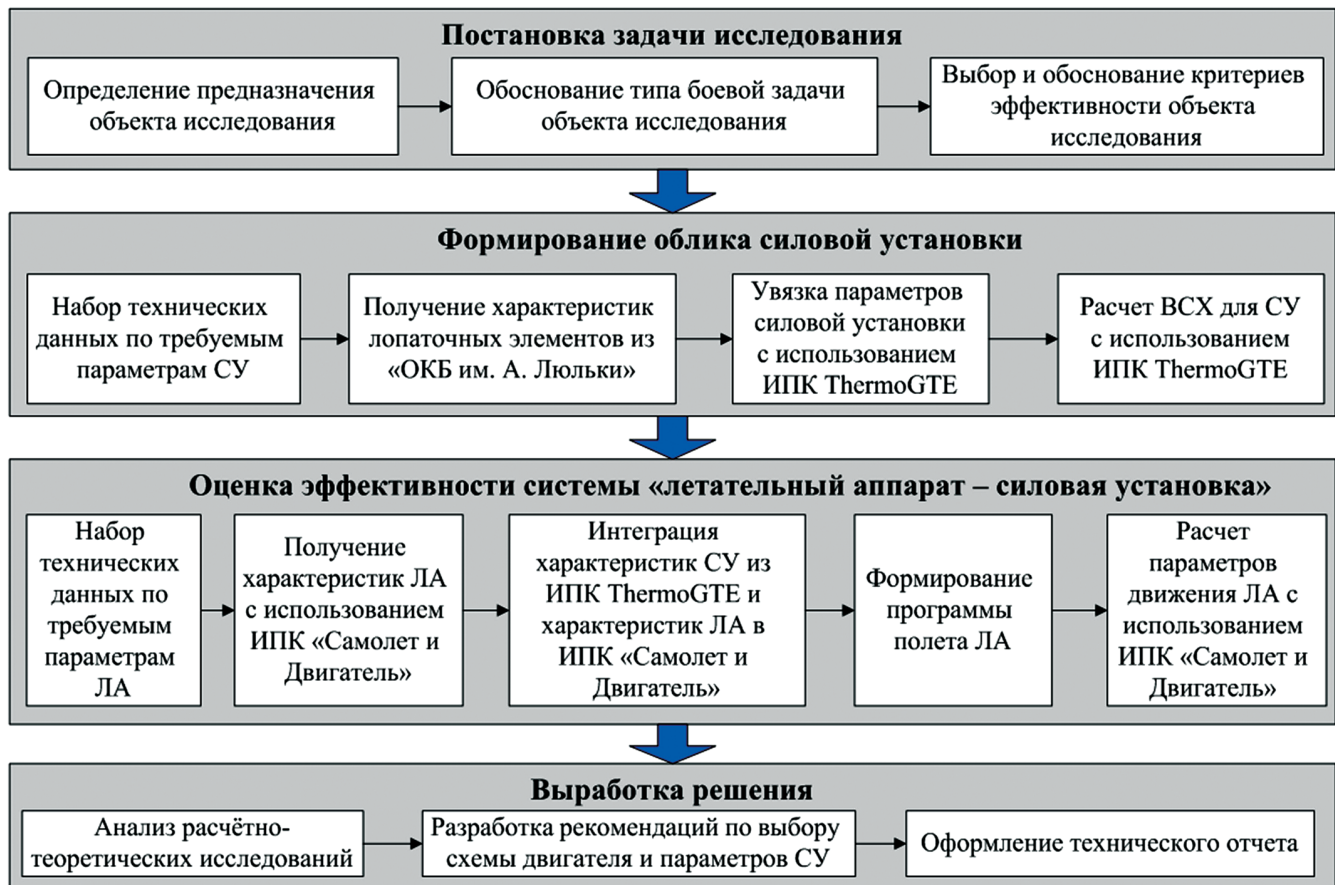 Постановка задачи исследования
Определение предназначения
объекта исследования
Обоснование типа боевой задачи
объекта исследования
Выбор и обоснование критериев
эффективности объекта
исследования
Формирование облика силовой установки
Набор технических
данных по требуемым
параметрам СУ
Получение характеристик
лопаточных элементов из
«ОКБ им. А. Люльки»
Увязка параметров
силовой установки
с использованием
ИПК ThermoGTE
Расчет ВСХ для СУ
с использованием
ИПК ThermoGTE
Оценка эффективности системы «летательный аппарат – силовая установка»
Набор
технических
данных по
требуемым
параметрам
ЛА
Получение
характеристик ЛА
с использованием
ИПК «Самолет и
Двигатель»
Интеграция
характеристик СУ из
ИПК ThermoGTE и
характеристик ЛА в
ИПК «Самолет и
Двигатель»
Формирование
программы
полета ЛА
Расчет
параметров
движения ЛА с
использованием
ИПК «Самолет и
Двигатель»
Выработка решения
Анализ расчётно-
теоретических исследований
Разработка рекомендаций по выбору
схемы двигателя и параметров СУ
Оформление технического отчета